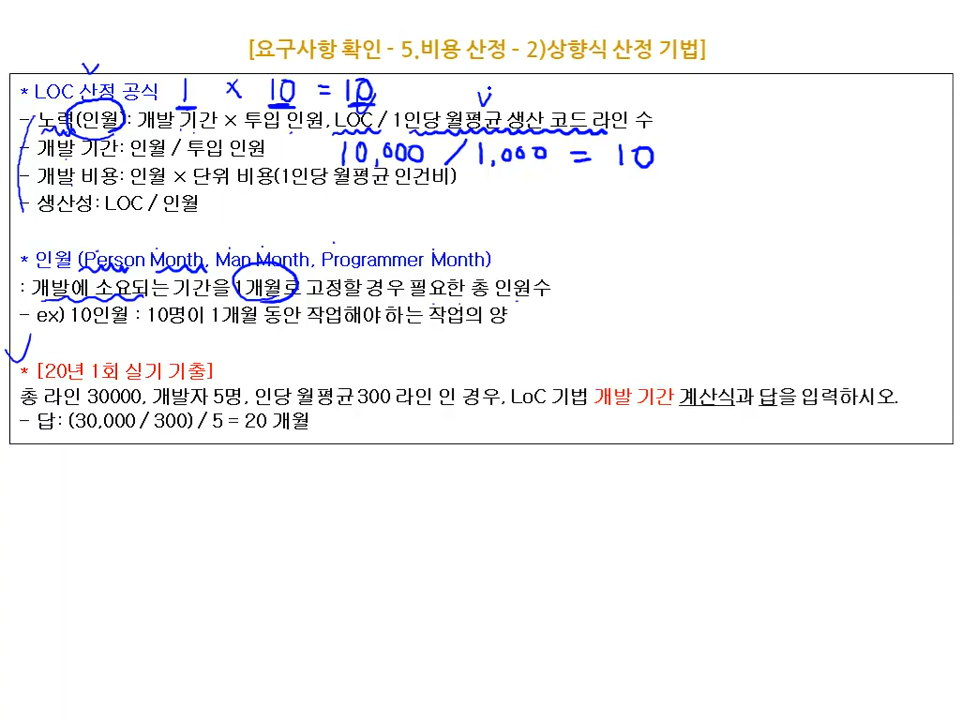 [요구사항 확인 - 5.비용 산정 - 2)상향식 산정 기법]
* LOC 산정 공식 1 × 10 = 10
- 노력(인월) : 개발 기간 × 투입 인원, LOC / 1인당 월평균 생산 코드 라인 수
- 개발 기간: 인월 / 투입 인원 10,000 / 1,000 = 10
- 개발 비용: 인월 × 단위 비용(1인당 월평균 인건비)
- 생산성: LOC / 인월
* 인월 (Person Month, Man Month, Programmer Month)
: 개발에 소요되는 기간을 1개월로 고정할 경우 필요한 총 인원수
- ex) 10인월 : 10명이 1개월 동안 작업해야 하는 작업의 양
* [20년 1회 실기 기출]
총 라인 30000, 개발자 5명, 인당 월평균 300 라인 인 경우, LoC 기법 개발 기간 계산식과 답을 입력하시오.
- 답: (30,000 / 300) / 5 = 20 개월